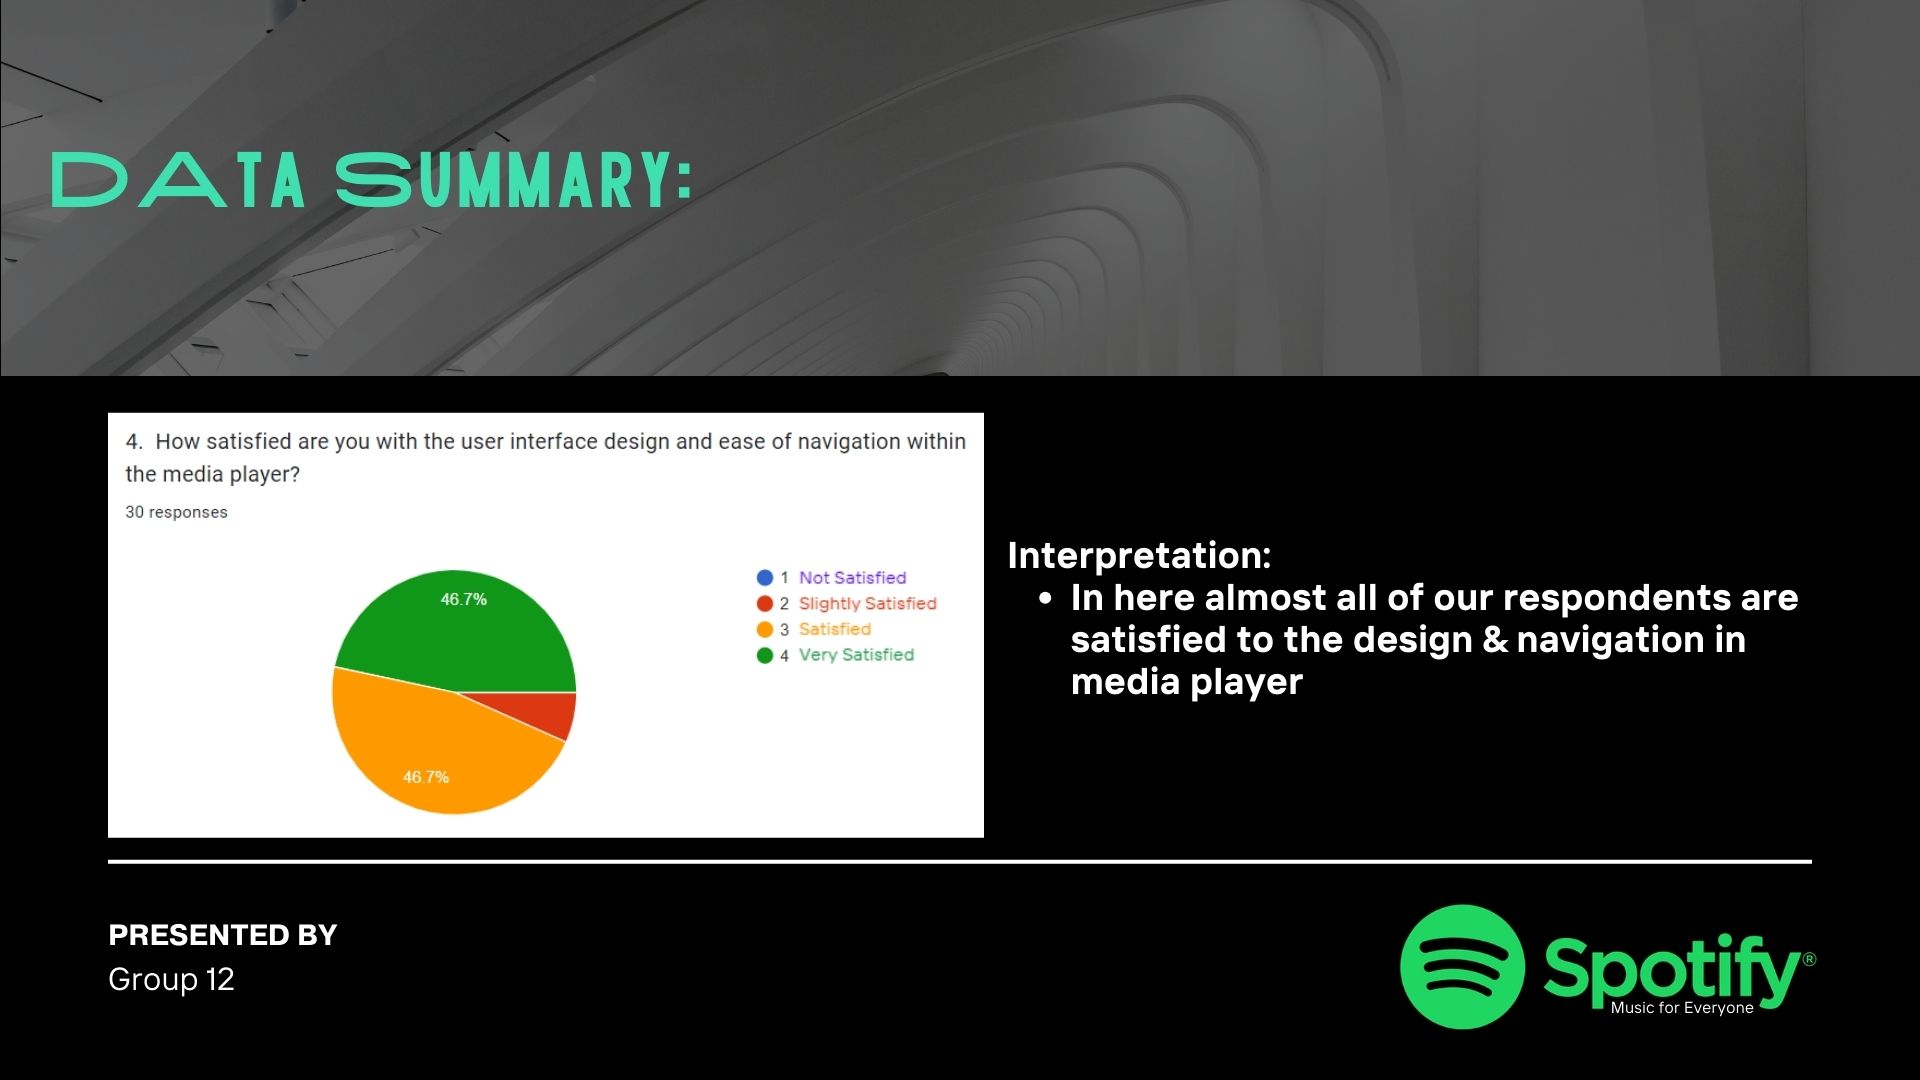 DATA SUMMARY:
4. How satisfied are you with the user interface design and ease of navigation within
the media player?
30 responses
46.7%
46.7%
1 Not Satisfied
2 Slightly Satisfied
3 Satisfied
4 Very Satisfied
Interpretation:
• In here almost all of our respondents are
satisfied to the design & navigation in
media player
PRESENTED BY
Group 12
Spotify®
Music for Everyone